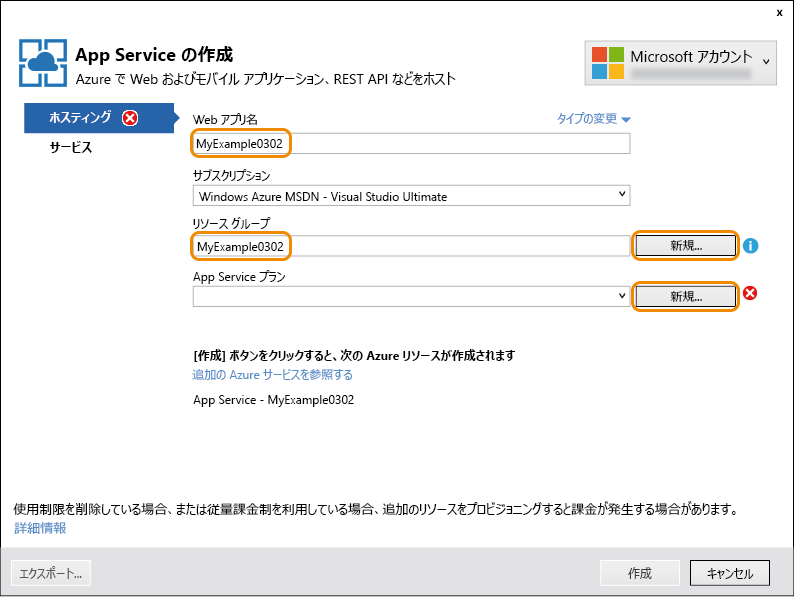 x
App Service の作成
Azure で Web およびモバイル アプリケーション、REST API などをホスト
Microsoft アカウント
ホスティング
サービス
Web アプリ名
タイプの変更
MyExample0302
サブスクリプション
Windows Azure MSDN - Visual Studio Ultimate
リソース グループ
MyExample0302
新規...
App Service プラン
新規...
[作成] ボタンをクリックすると、次の Azure リソースが作成されます
追加の Azure サービスを参照する
App Service - MyExample0302
使用制限を削除している場合、または従量課金制を利用している場合、追加のリソースをプロビジョニングすると課金が発生する場合があります。
詳細情報
エクスポート...
作成
キャンセル